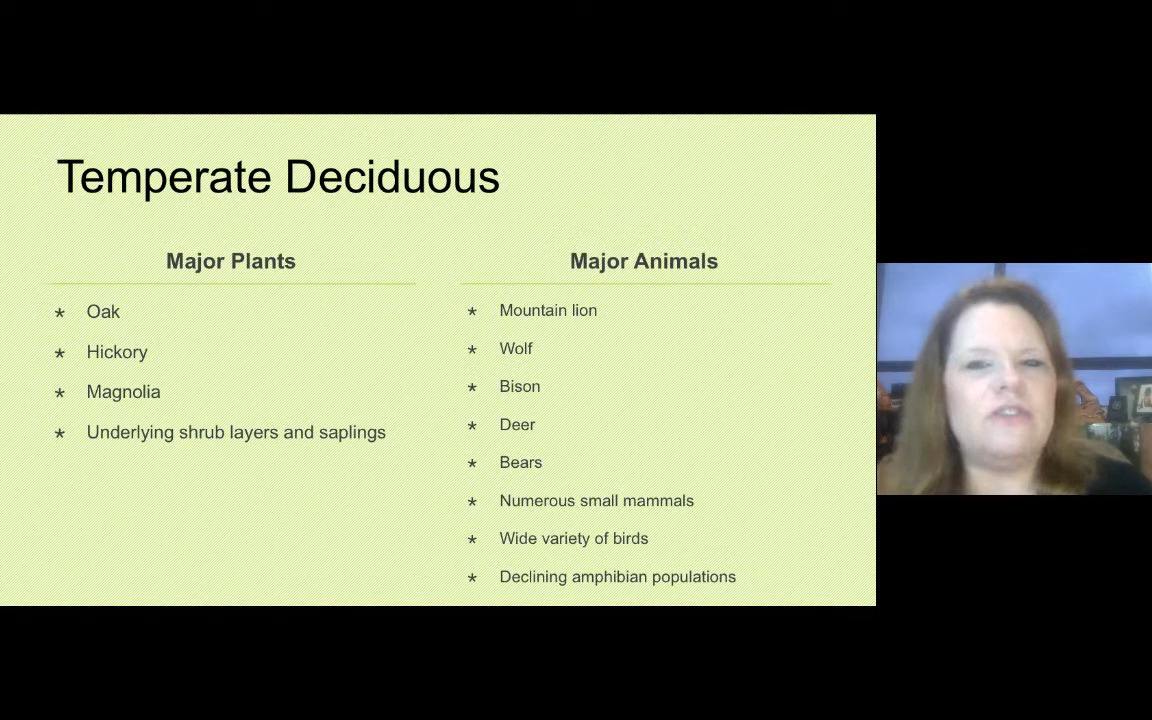 Temperate Deciduous
Major Plants
* Oak
* Hickory
* Magnolia
* Underlying shrub layers and saplings
Major Animals
* Mountain lion
* Wolf
* Bison
* Deer
* Bears
* Numerous small mammals
* Wide variety of birds
* Declining amphibian populations